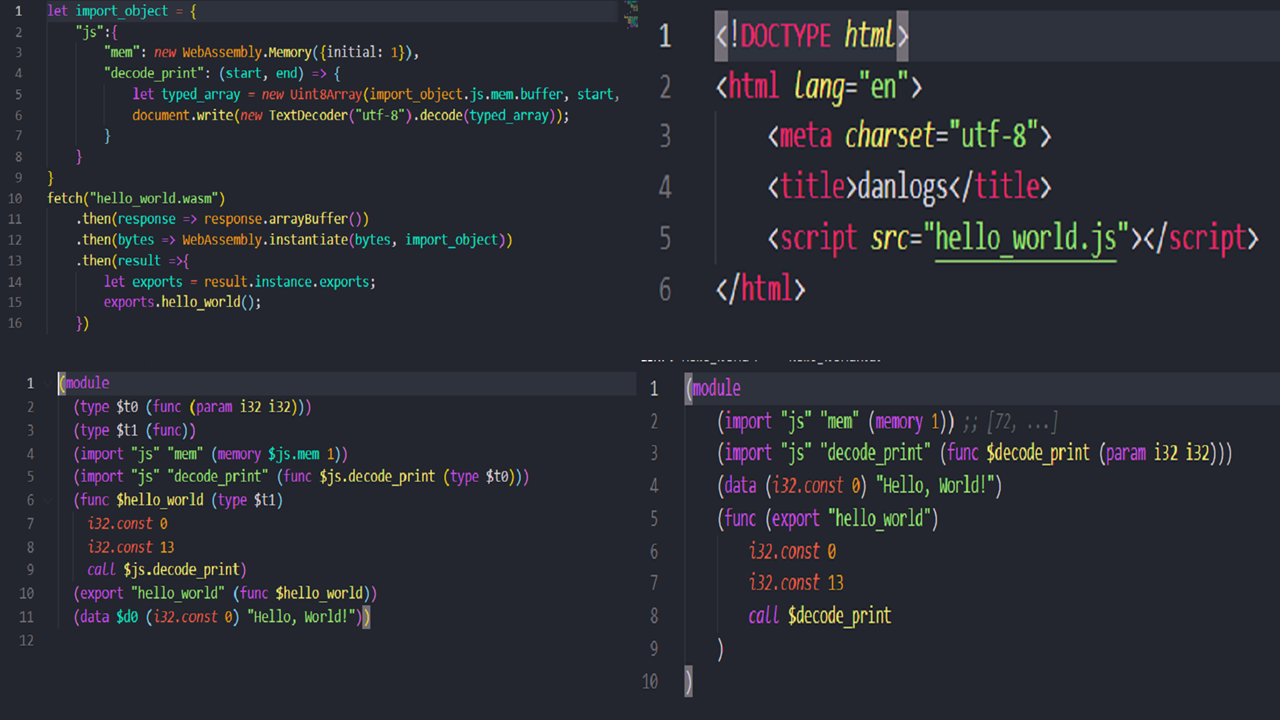 1 let import_object = {
2 "js":{
3 "mem": new WebAssembly.Memory({initial: 1}),
4 "decode_print": (start, end) => {
5 let typed_array = new Uint8Array(import_object.js.mem.buffer, start,
6 document.write(new TextDecoder("utf-8").decode(typed_array));
7 }
8 }
9 }
10 fetch("hello_world.wasm")
11 .then(response => response.arrayBuffer())
12 .then(bytes => WebAssembly.instantiate(bytes, import_object))
13 .then(result =>{
14 let exports = result.instance.exports;
15 exports.hello_world();
16 })
1 <!DOCTYPE html>
2 <html lang="en">
3 <meta charset="utf-8">
4 <title>danlogs</title>
5 <script src="hello_world.js"></script>
6 </html>
1 (module
2 (type $t0 (func (param i32 i32)))
3 (type $t1 (func))
4 (import "js" "mem" (memory $js.mem 1))
5 (import "js" "decode_print" (func $js.decode_print (type $t0)))
6 (func $hello_world (type $t1)
7 i32.const 0
8 i32.const 13
9 call $js.decode_print)
10 (export "hello_world" (func $hello_world))
11 (data $d0 (i32.const 0) "Hello, World!"))
12
1 (module
2 (import "js" "mem" (memory 1)) ;; [72, ...]
3 (import "js" "decode_print" (func $decode_print (param i32 i32)))
4 (data (i32.const 0) "Hello, World!")
5 (func (export "hello_world")
6 i32.const 0
7 i32.const 13
8 call $decode_print
9 )
10 )